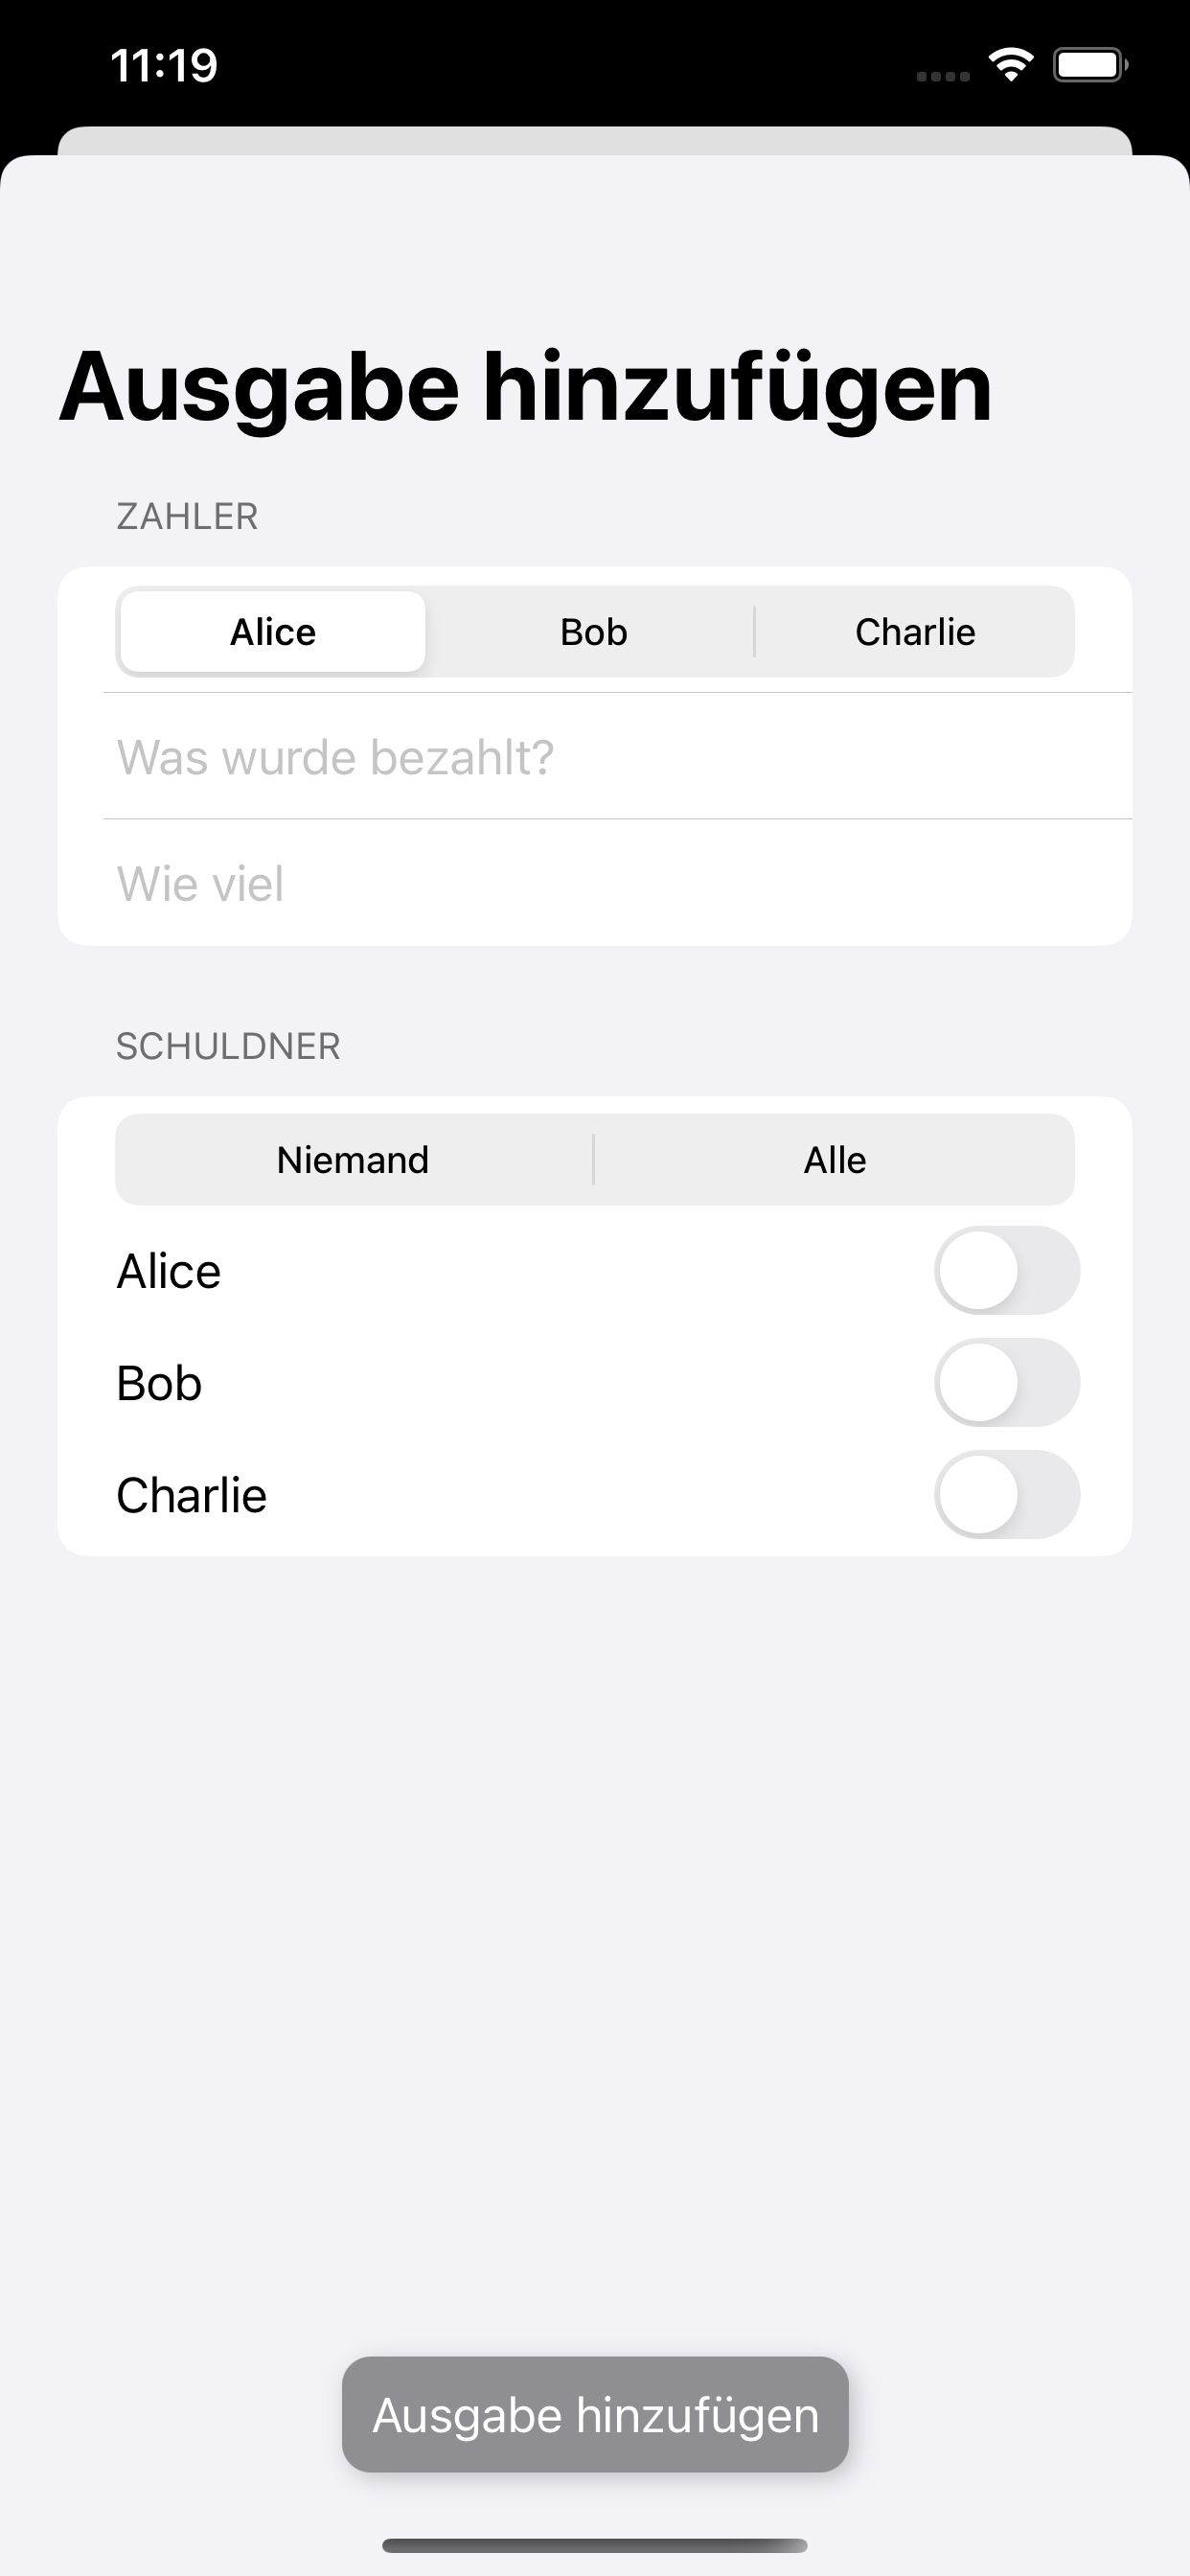 11:19
Ausgabe hinzufügen
ZAHLER
Alice Bob Charlie
Was wurde bezahlt?
Wie viel
SCHULDNER
Niemand Alle
Alice
Bob
Charlie
Ausgabe hinzufügen